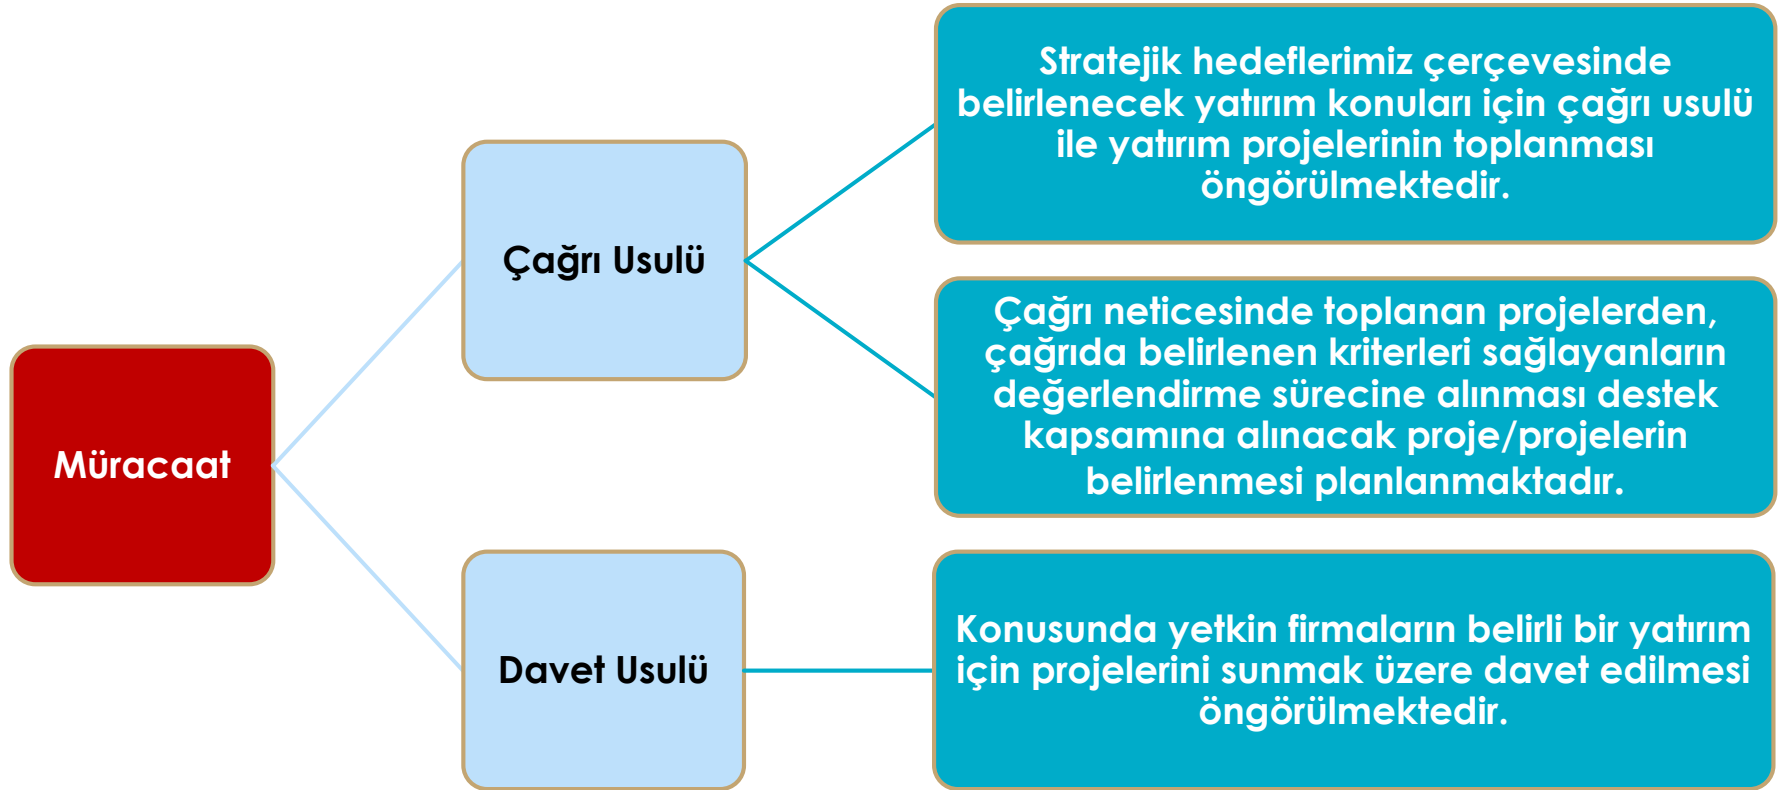 Müracaat
Çağrı Usulü
Stratejik hedeflerimiz çerçevesinde
belirlenecek yatırım konuları için çağrı usulü
ile yatırım projelerinin toplanması
öngörülmektedir.
Çağrı neticesinde toplanan projelerden,
çağrıda belirlenen kriterleri sağlayanların
değerlendirme sürecine alınması destek
kapsamına alınacak proje/projelerin
belirlenmesi planlanmaktadır.
Davet Usulü
Konusunda yetkin firmaların belirli bir yatırım
için projelerini sunmak üzere davet edilmesi
öngörülmektedir.